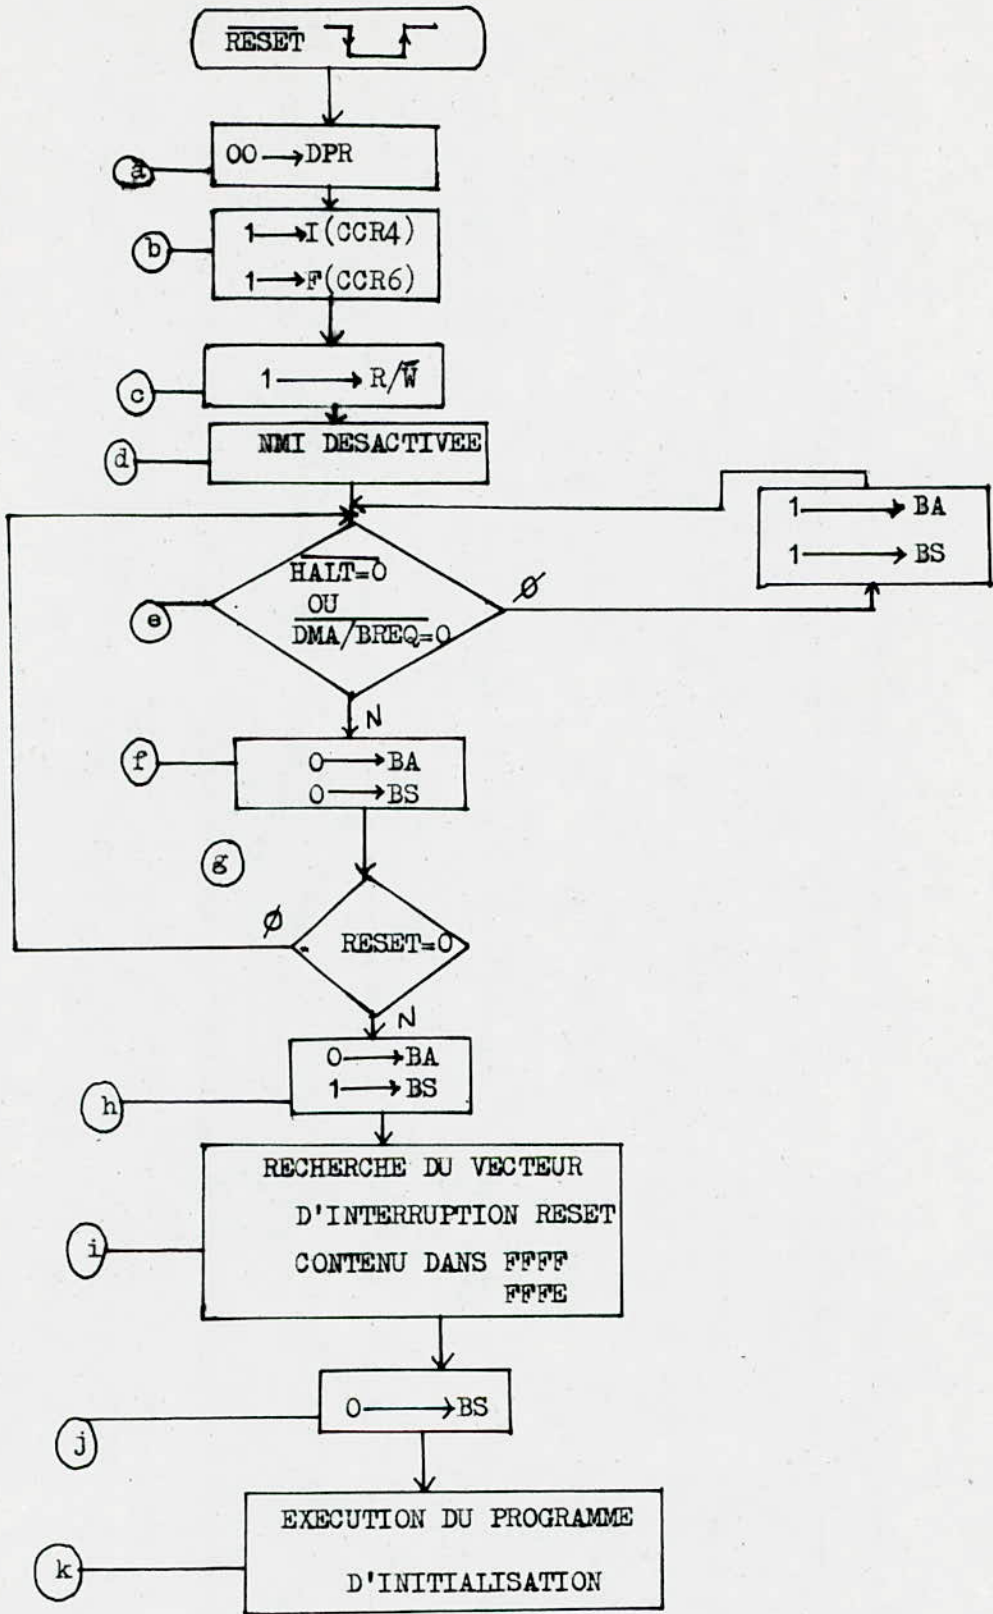 RESET
00→DPR
a
1→I(CCR4)
b
1→F(CCR6)
1→R/W̅
c
NMI DESACTIVEE
d
1→BA
1→BS
HALT=0
OU
DMA/BREQ=0
Ø
e
N
0→BA
f
0→BS
g
Ø
RESET=0
N
0→BA
1→BS
h
RECHERCHE DU VECTEUR
D'INTERRUPTION RESET
i
CONTENU DANS FFFF
FFFE
0→BS
j
EXECUTION DU PROGRAMME
k
D'INITIALISATION